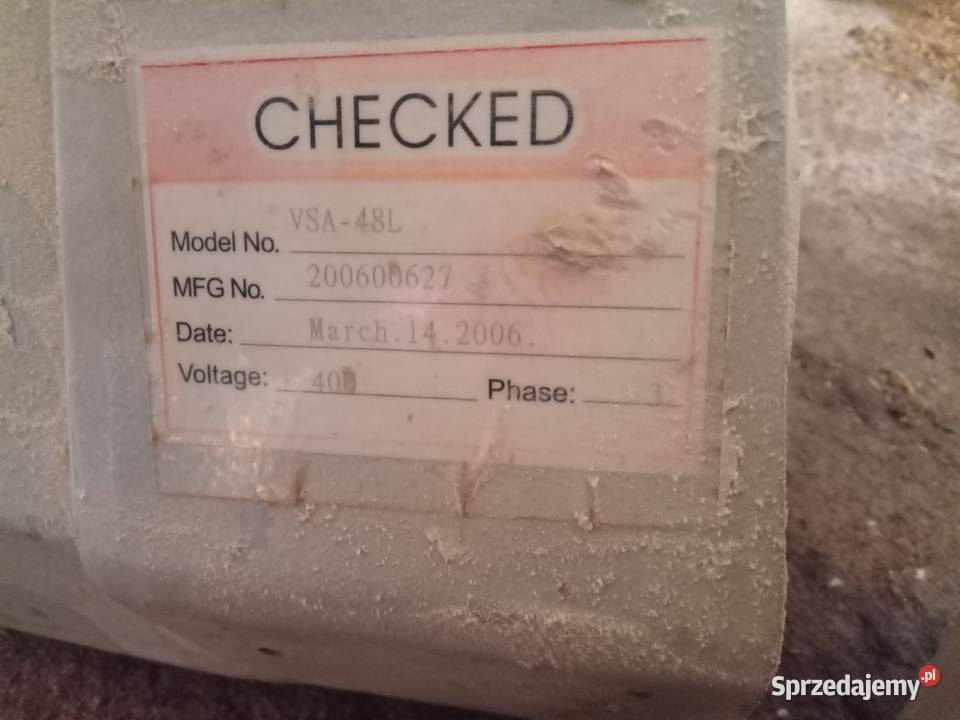 CHECKED
Model No. VSA-48L
MFG No. 200600627
Date: March.14.2006.
Voltage: 400 Phase: 3
Sprzedajemy.pl